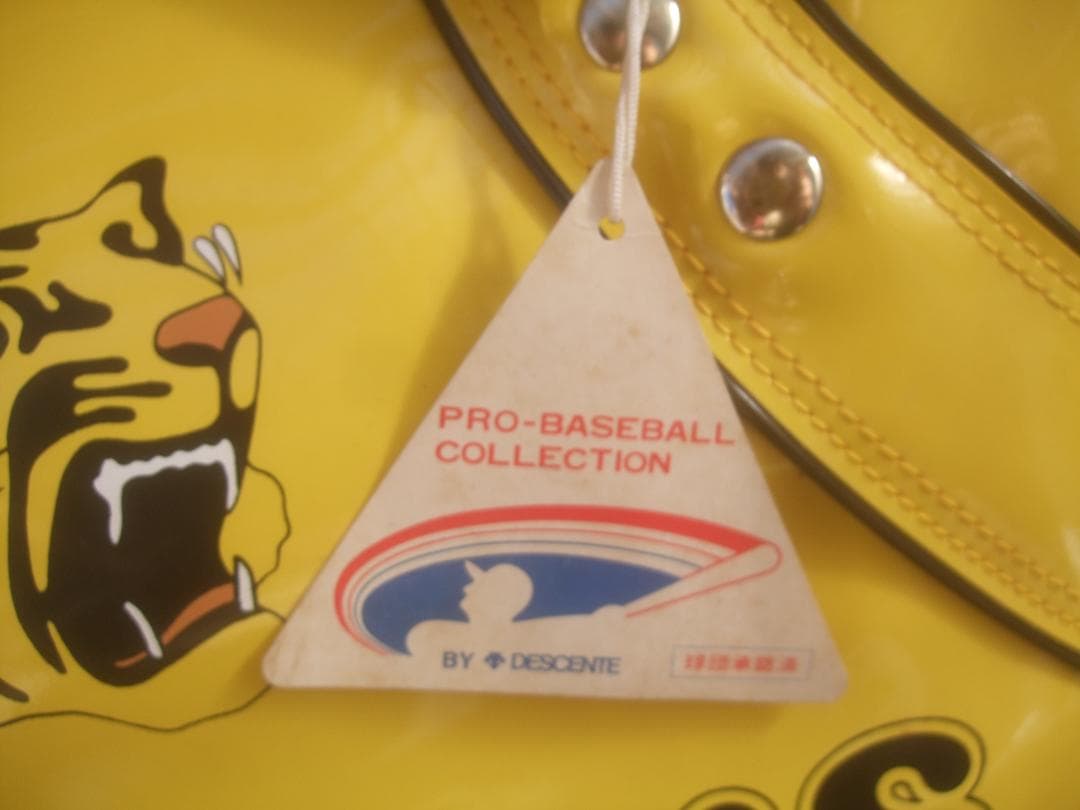 PRO-BASEBALL
COLLECTION
BY DESCENTE
球団承認済